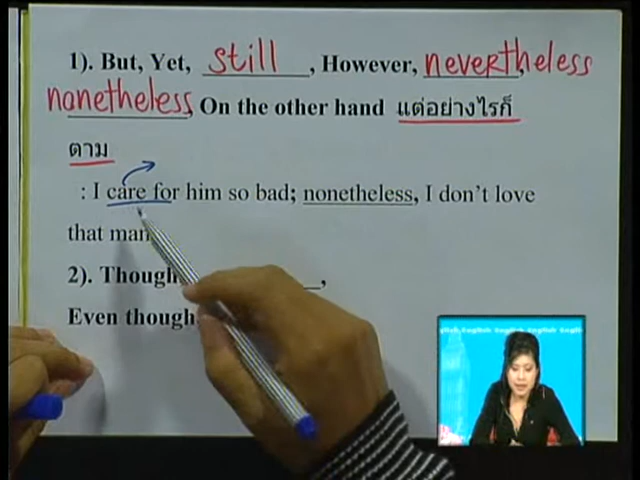 1). But, Yet, still, However, nevertheless,
nonetheless, On the other hand แต่อย่างไรก็
ตาม
: I care for him so bad; nonetheless, I don't love
that man
2). Though
Even though